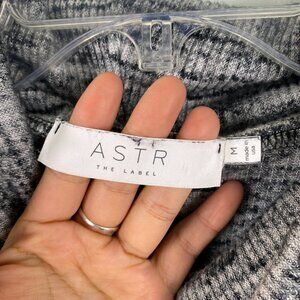 ASTR
THE LABEL
M
made in
usa